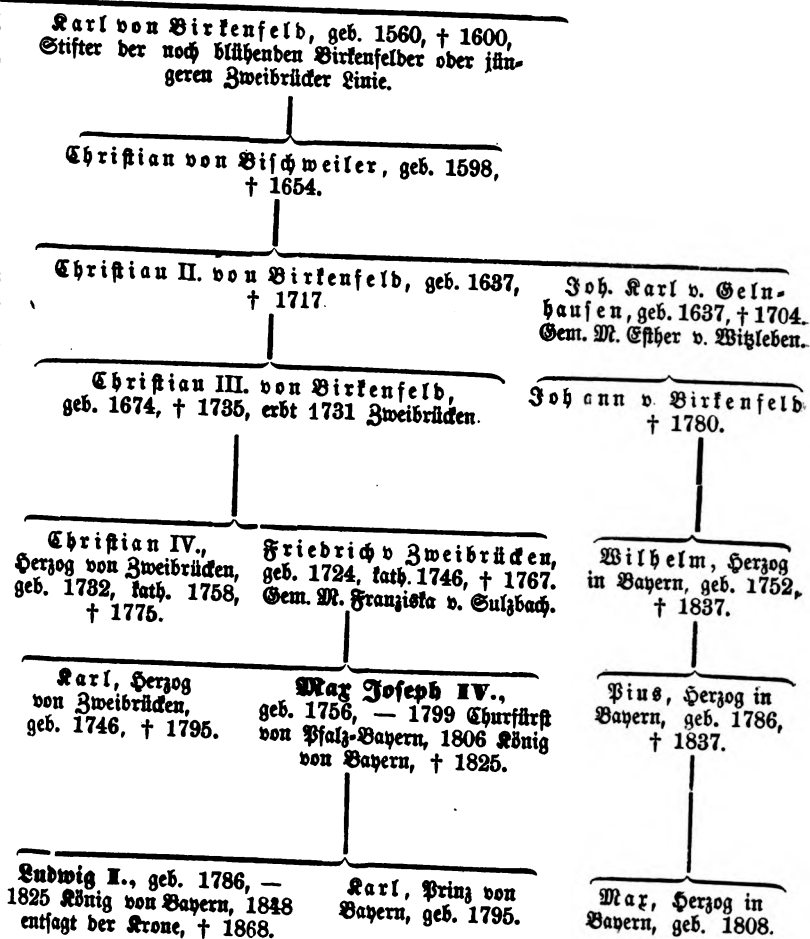 Karl von Birkenfeld, geb. 1560, † 1600,
Stifter der noch blühenden Birkenfelder oder jün-
geren Zweibrücker Linie.
Christian von Bischweiler, geb. 1598,
† 1654.
Christian II. von Birkenfeld, geb. 1637,
† 1717
Joh. Karl v. Geln-
hausen, geb. 1637, † 1704.
Gem. M. Esther v. Witzleben.
Christian III. von Birkenfeld,
geb. 1674, † 1735, erbt 1731 Zweibrücken.
Johann v. Birkenfeld
† 1780.
Christian IV.,
Herzog von Zweibrücken,
geb. 1732, kath. 1758,
† 1775.
Friedrich v Zweibrücken,
geb. 1724, kath. 1746, † 1767.
Gem. M. Franziska v. Sulzbach.
Wilhelm, Herzog
in Bayern, geb. 1752,
† 1837.
Karl, Herzog
von Zweibrücken,
geb. 1746, † 1795.
Max Joseph IV.,
geb. 1756, — 1799 Churfürst
von Pfalz-Bayern, 1806 König
von Bayern, † 1825.
Pius, Herzog in
Bayern, geb. 1786,
† 1837.
Ludwig I., geb. 1786, —
1825 König von Bayern, 1848
entsagt der Krone, † 1868.
Karl, Prinz von
Bayern, geb. 1795.
Max, Herzog in
Bayern, geb. 1808.